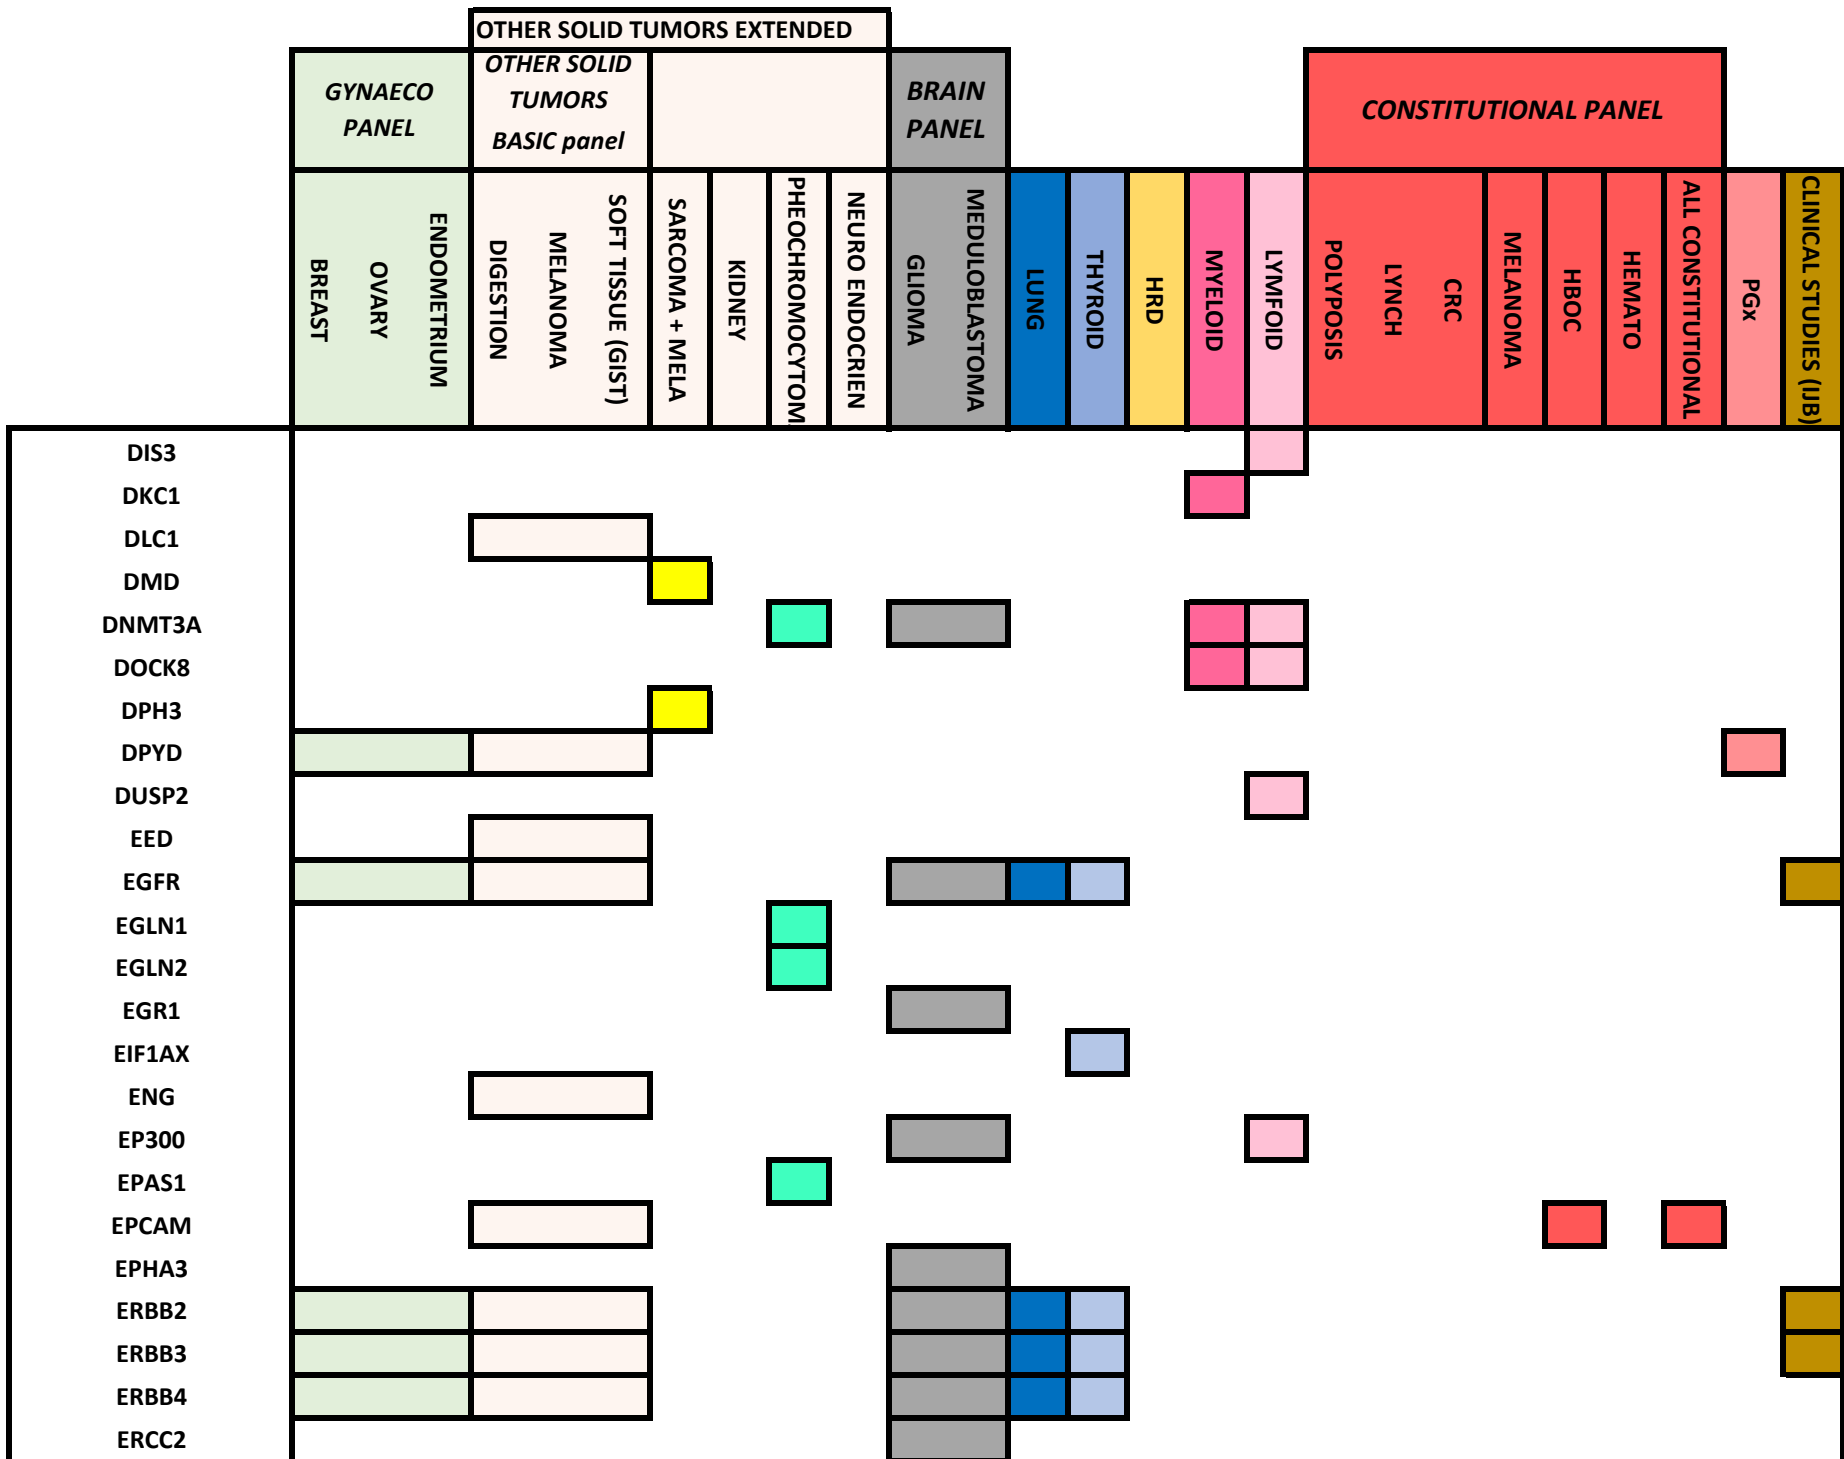 OTHER SOLID TUMORS EXTENDED
GYNAECO
PANEL
OTHER SOLID
TUMORS
BASIC panel
BRAIN
PANEL
CONSTITUTIONAL PANEL
BREAST
OVARY
ENDOMETRIUM
DIGESTION
MELANOMA
SOFT TISSUE (GIST)
SARCOMA + MELA
KIDNEY
PHEOCHROMOCYTOM
NEURO ENDOCRIEN
GLIOMA
MEDULOBLASTOMA
LUNG
THYROID
HRD
MYELOID
LYMFOID
POLYPOSIS
LYNCH
CRC
MELANOMA
HBOC
HEMATO
ALL CONSTITUTIONAL
PGx
CLINICAL STUDIES (IJB)
DIS3
DKC1
DLC1
DMD
DNMT3A
DOCK8
DPH3
DPYD
DUSP2
EED
EGFR
EGLN1
EGLN2
EGR1
EIF1AX
ENG
EP300
EPAS1
EPCAM
EPHA3
ERBB2
ERBB3
ERBB4
ERCC2